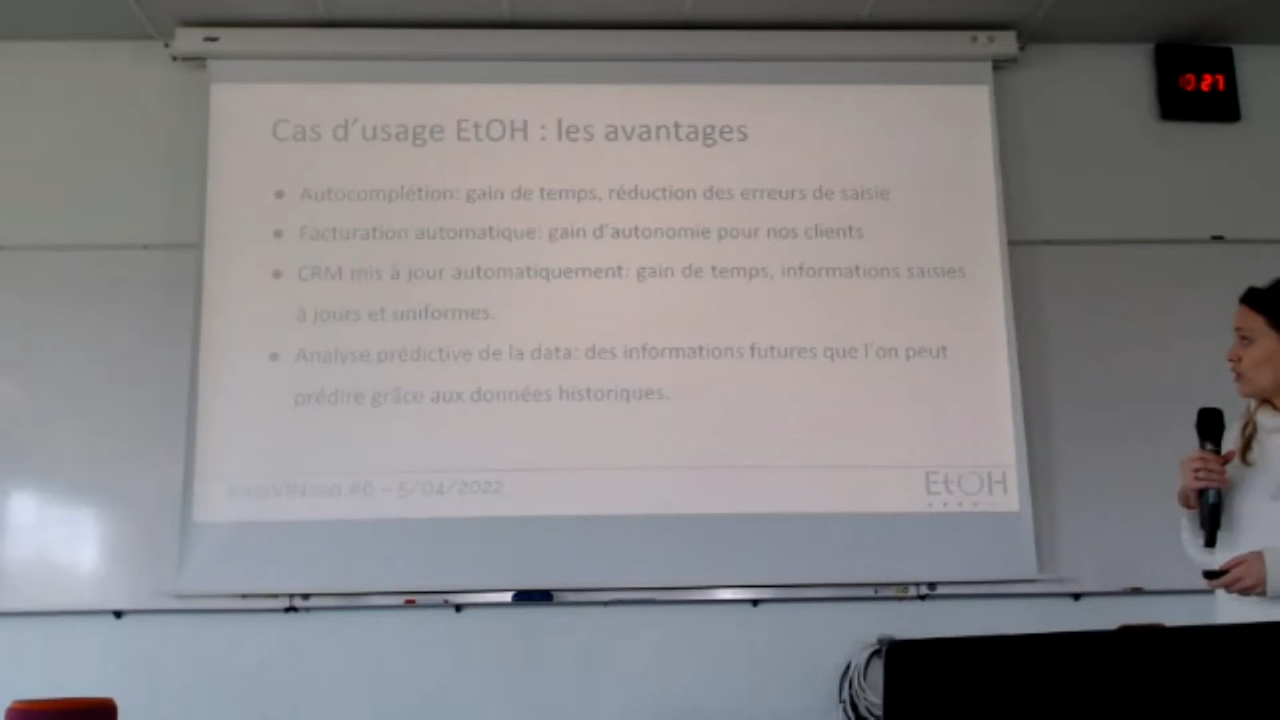 10:27
Cas d'usage EtOH : les avantages
● Autocomplétion: gain de temps, réduction des erreurs de saisie
● Facturation automatique: gain d'autonomie pour nos clients
● CRM mis à jour automatiquement: gain de temps, informations saisies
à jours et uniformes.
● Analyse prédictive de la data: des informations futures que l'on peut
prédire grâce aux données historiques.
#6 - 5/04/2022
EtOH